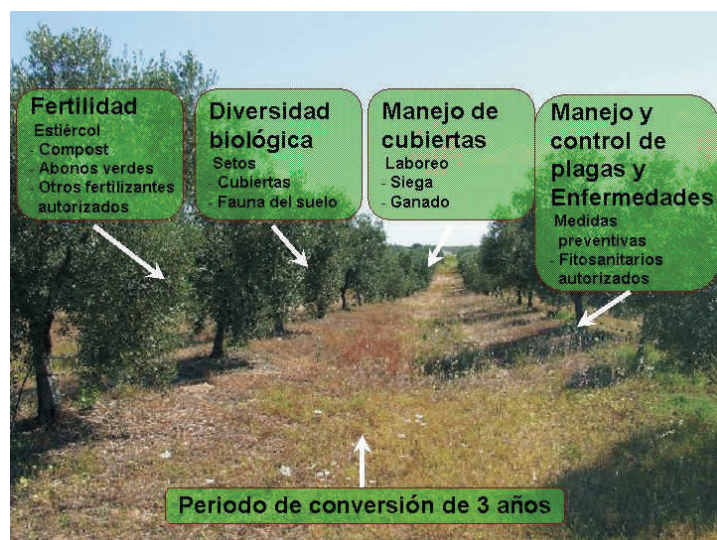 Fertilidad
Estiércol
- Compost
- Abonos verdes
- Otros fertilizantes
autorizados
Diversidad
biológica
Setos
- Cubiertas
- Fauna del suelo
Manejo de
cubiertas
Laboreo
- Siega
- Ganado
Manejo y
control de
plagas y
Enfermedades
Medidas
preventivas
- Fitosanitarios
autorizados
Periodo de conversión de 3 años